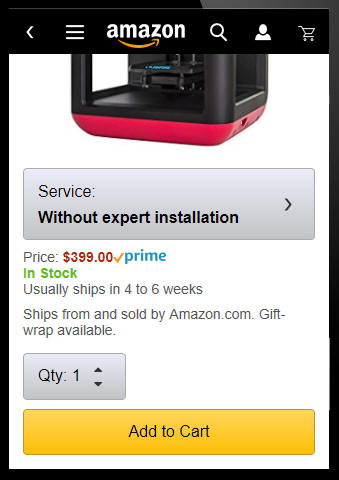 amazon
Service:
Without expert installation
Price: $399.00 prime
In Stock
Usually ships in 4 to 6 weeks
Ships from and sold by Amazon.com. Gift-
wrap available.
Qty: 1
Add to Cart